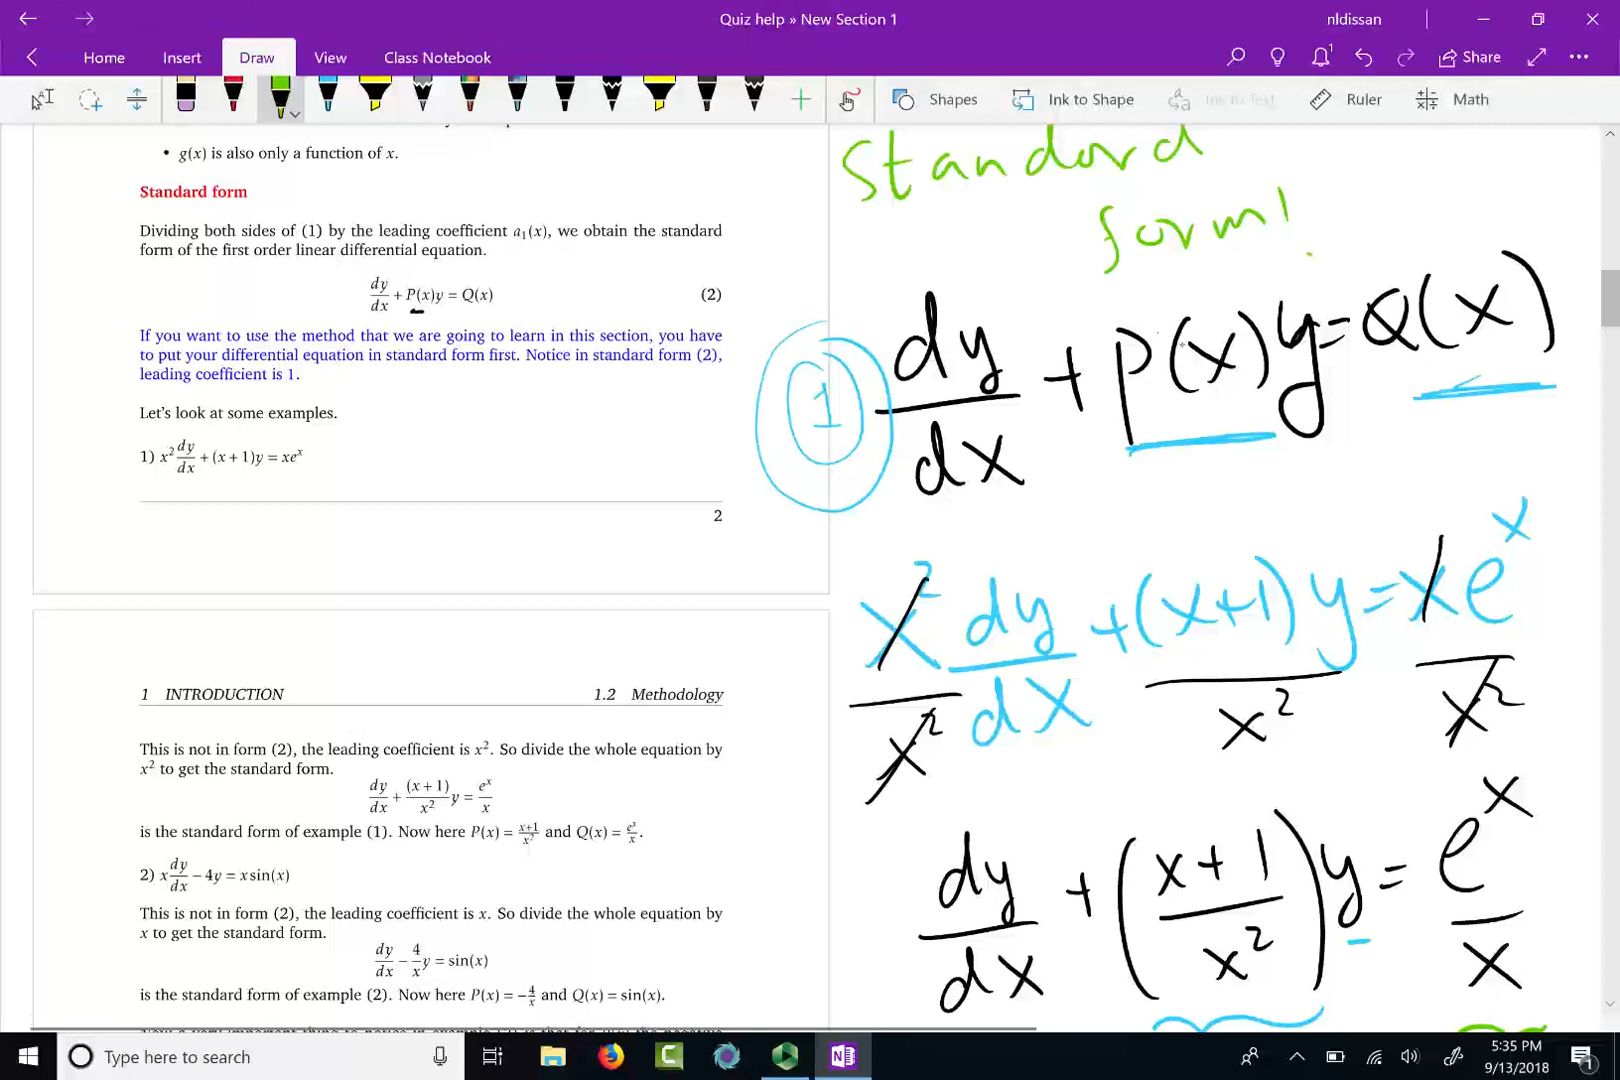 Quiz help » New Section 1
nldissan
Home Insert Draw View Class Notebook
Share
Shapes Ink to Shape Ink to Text Ruler Math
• g(x) is also only a function of x.
Standard form
Dividing both sides of (1) by the leading coefficient a₁(x), we obtain the standard
form of the first order linear differential equation.
dy/dx + P(x)y = Q(x) (2)
If you want to use the method that we are going to learn in this section, you have
to put your differential equation in standard form first. Notice in standard form (2),
leading coefficient is 1.
Let's look at some examples.
1) x² dy/dx + (x + 1)y = xeˣ
2
1 INTRODUCTION 1.2 Methodology
This is not in form (2), the leading coefficient is x². So divide the whole equation by
x² to get the standard form.
dy/dx + (x + 1)/x² y = eˣ/x
is the standard form of example (1). Now here P(x) = x+1/x² and Q(x) = eˣ/x.
2) x dy/dx − 4y = x sin(x)
This is not in form (2), the leading coefficient is x. So divide the whole equation by
x to get the standard form.
dy/dx − 4/x y = sin(x)
is the standard form of example (2). Now here P(x) = −4/x and Q(x) = sin(x).
Standard
form!
1 dy/dx + P(x)y = Q(x)
x² dy/dx + (x+1)y = xeˣ
x² x² x²
dy/dx + (x+1/x²)y = eˣ/x
Type here to search
5:35 PM
9/13/2018
1